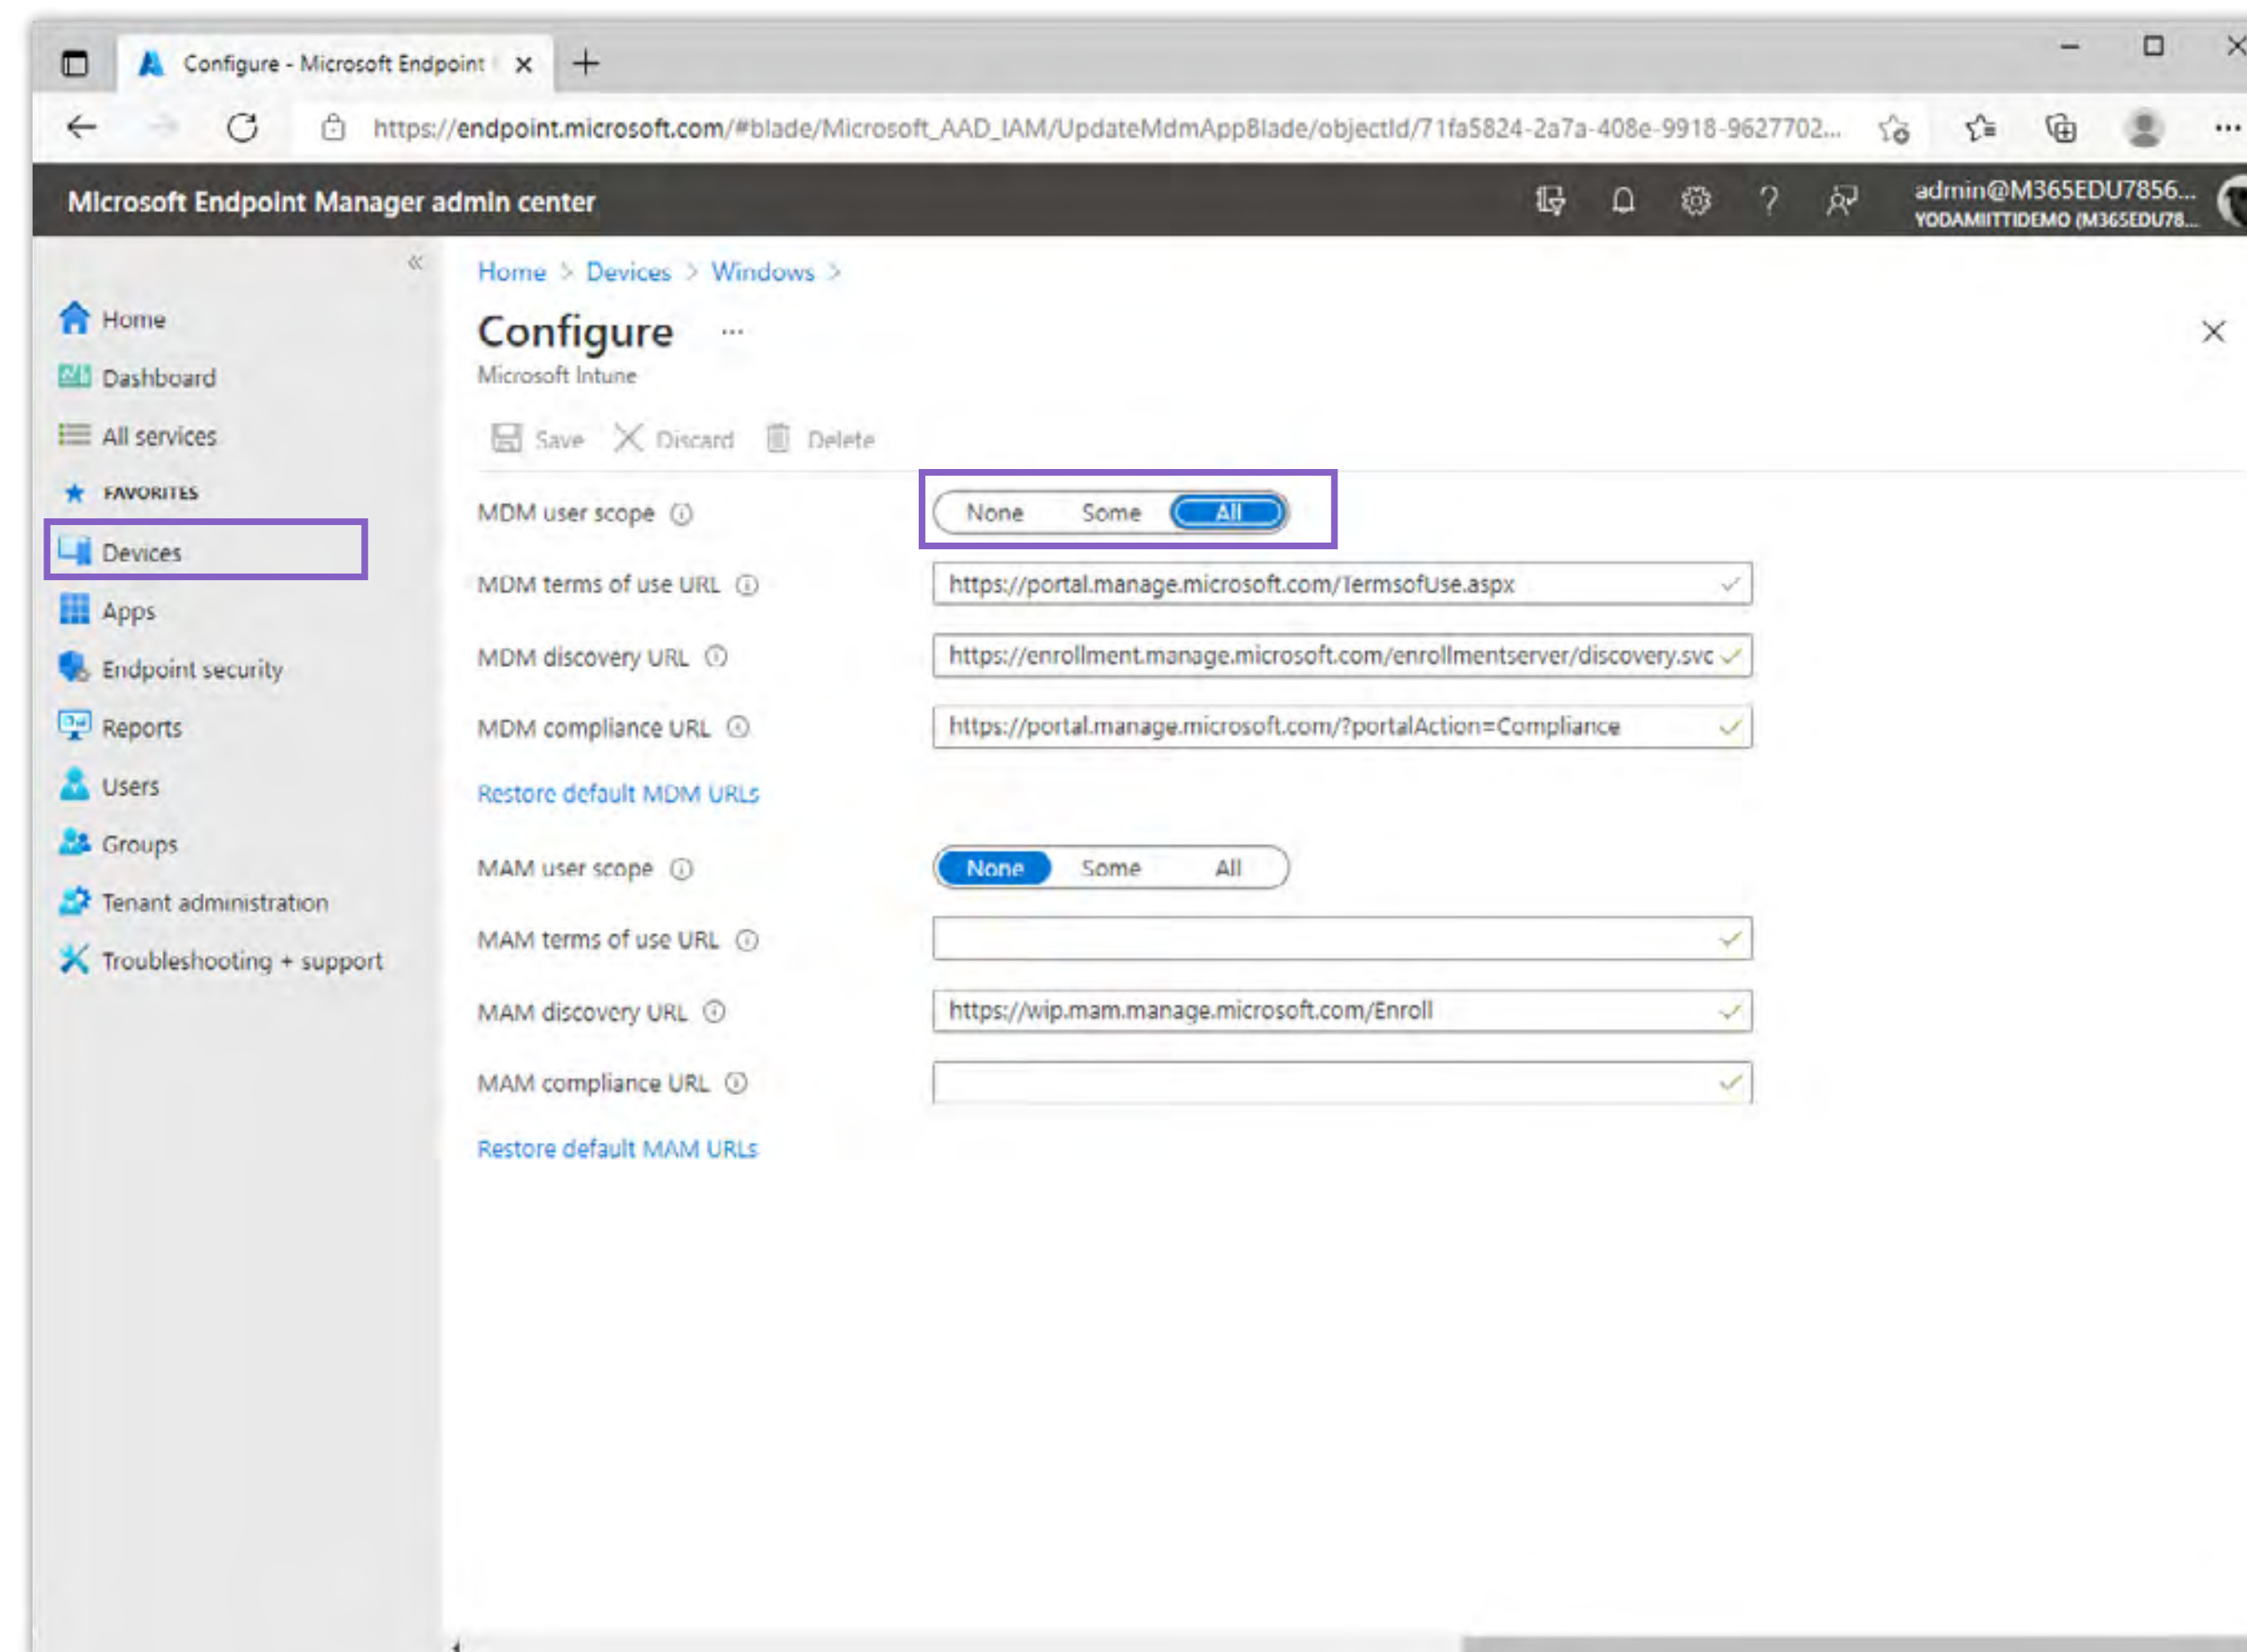 Configure - Microsoft Endpoint
https://endpoint.microsoft.com/#blade/Microsoft_AAD_IAM/UpdateMdmAppBlade/objectId/71fa5824-2a7a-408e-9918-9627702...
Microsoft Endpoint Manager admin center
admin@M365EDU7856...
YODAMIITTIDEMO (M365EDU78...
Home > Devices > Windows >
Configure ...
Microsoft Intune
Save Discard Delete
Home
Dashboard
All services
FAVORITES
Devices
Apps
Endpoint security
Reports
Users
Groups
Tenant administration
Troubleshooting + support
MDM user scope None Some All
MDM terms of use URL https://portal.manage.microsoft.com/TermsofUse.aspx
MDM discovery URL https://enrollment.manage.microsoft.com/enrollmentserver/discovery.svc
MDM compliance URL https://portal.manage.microsoft.com/?portalAction=Compliance
Restore default MDM URLs
MAM user scope None Some All
MAM terms of use URL
MAM discovery URL https://wip.mam.manage.microsoft.com/Enroll
MAM compliance URL
Restore default MAM URLs